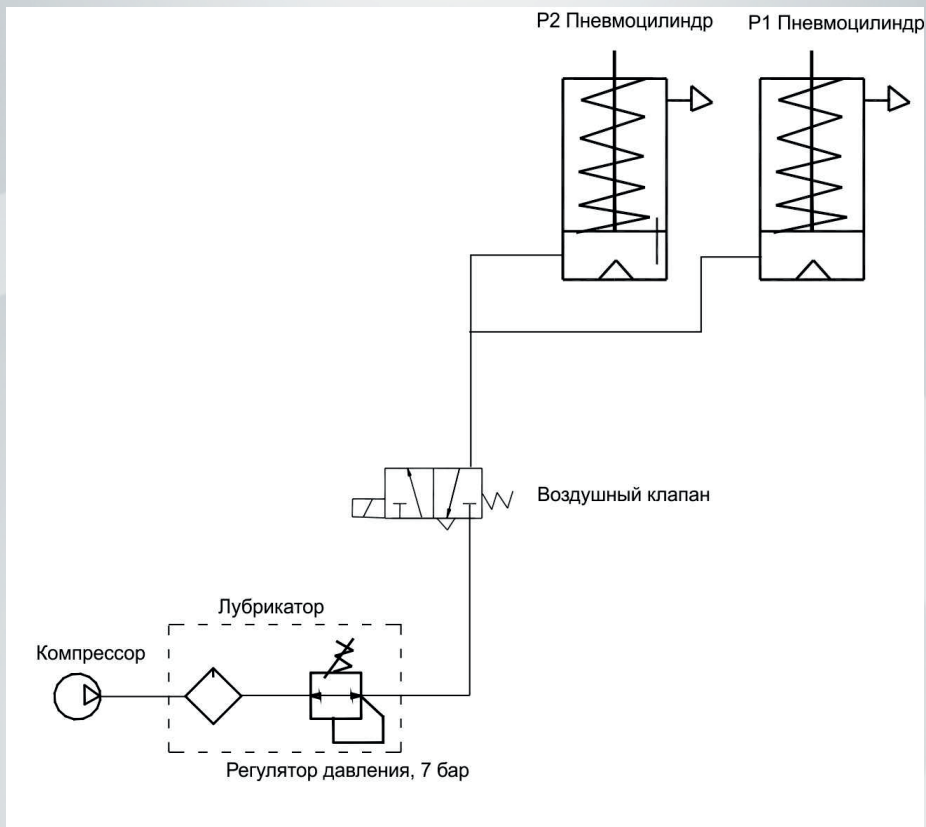 P2 Пневмоцилиндр
P1 Пневмоцилиндр
Воздушный клапан
Лубрикатор
Компрессор
Регулятор давления, 7 бар